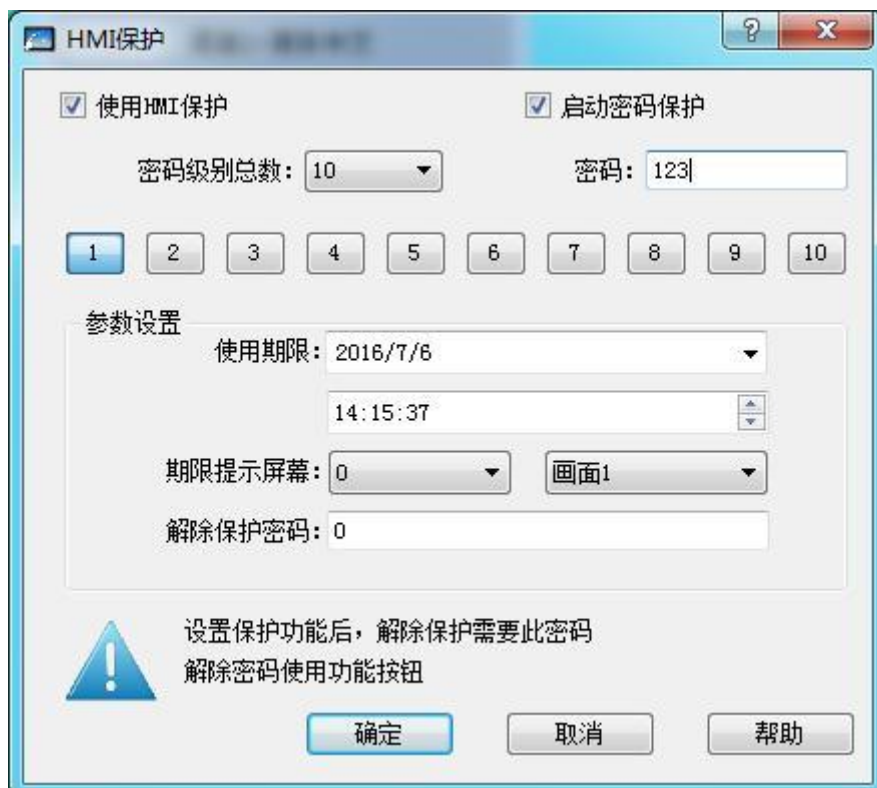 HMI保护
使用HMI保护 启动密码保护
密码级别总数: 10 密码: 123
1 2 3 4 5 6 7 8 9 10
参数设置
使用期限: 2016/7/6
14:15:37
期限提示屏幕: 0 画面1
解除保护密码: 0
设置保护功能后，解除保护需要此密码
解除密码使用功能按钮
确定 取消 帮助